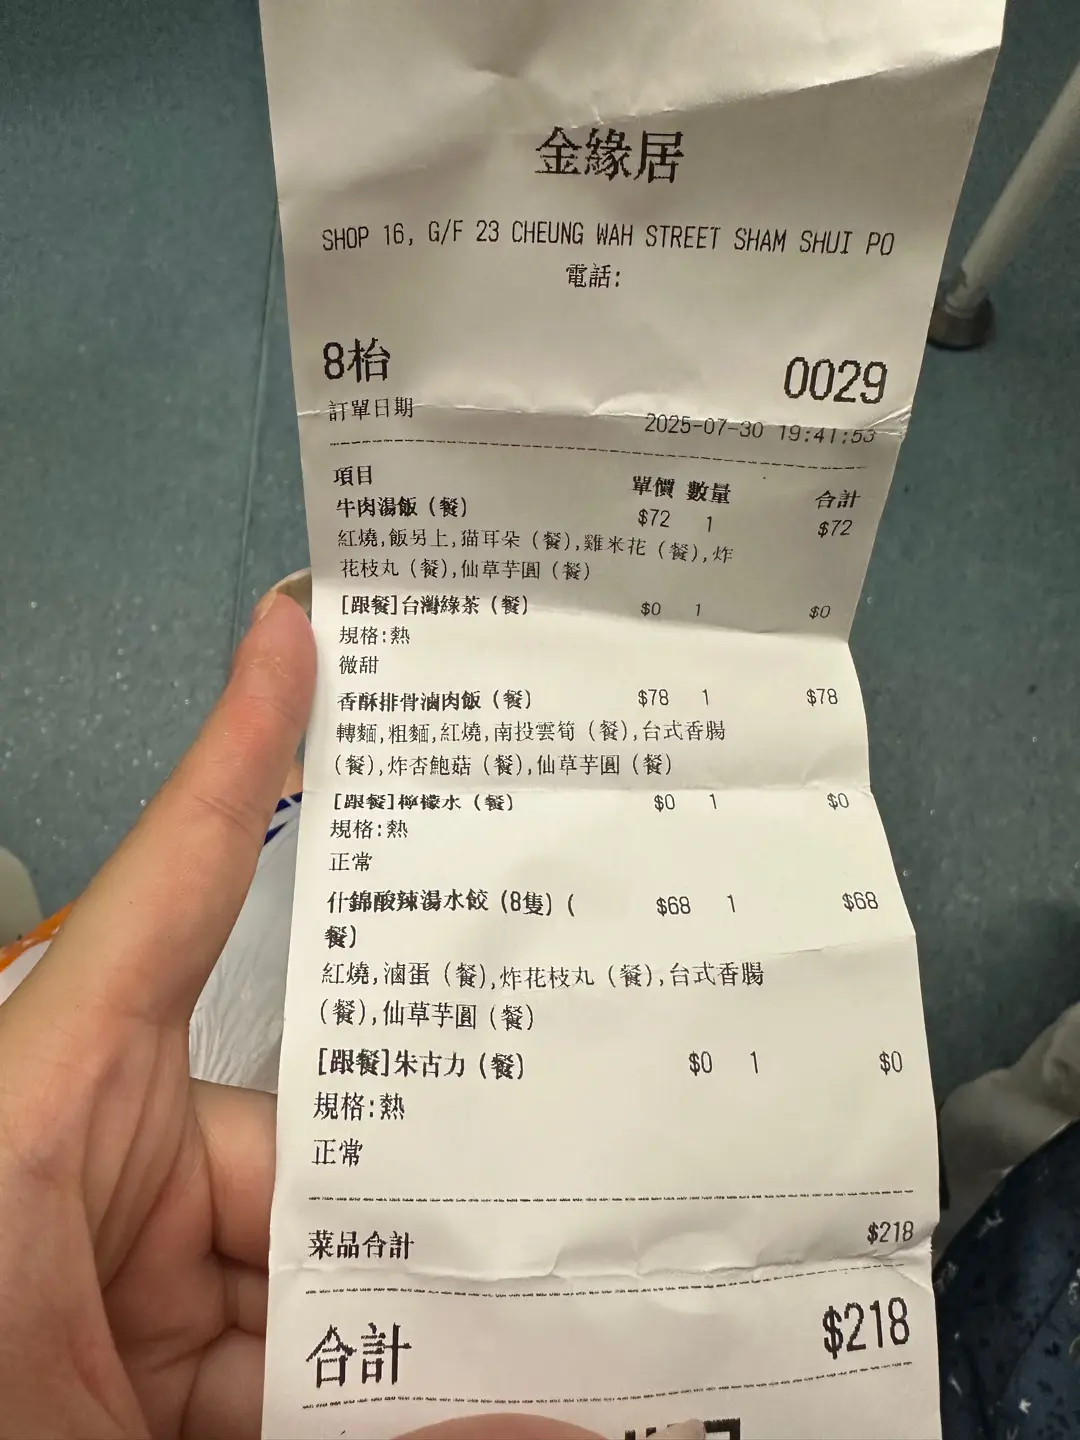 金緣居
SHOP 16, G/F 23 CHEUNG WAH STREET SHAM SHUI PO
電話:
8枱 0029
訂單日期 2025-07-30 19:41:53
項目 單價 數量 合計
牛肉湯飯（餐） $72 1 $72
紅燒,飯另上,猫耳朵（餐）,雞米花（餐）,炸
花枝丸（餐）,仙草芋圓（餐）
[跟餐]台灣綠茶（餐） $0 1 $0
規格:熱
微甜
香酥排骨滷肉飯（餐） $78 1 $78
轉麵,粗麵,紅燒,南投雲筍（餐）,台式香腸
（餐）,炸杏鮑菇（餐）,仙草芋圓（餐）
[跟餐]檸檬水（餐） $0 1 $0
規格:熱
正常
什錦酸辣湯水餃（8隻）（ $68 1 $68
餐）
紅燒,滷蛋（餐）,炸花枝丸（餐）,台式香腸
（餐）,仙草芋圓（餐）
[跟餐]朱古力（餐） $0 1 $0
規格:熱
正常
菜品合計 $218
合計 $218